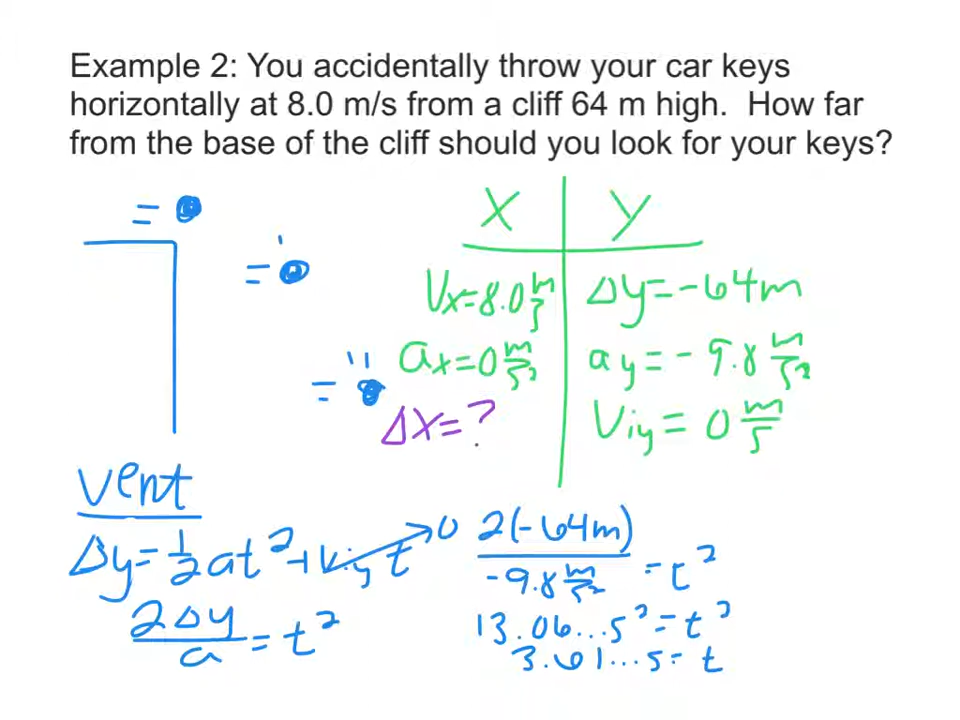 Example 2: You accidentally throw your car keys
horizontally at 8.0 m/s from a cliff 64 m high. How far
from the base of the cliff should you look for your keys?
X Y
Vx=8.0 m/s Δy=-64m
ax=0 m/s² ay=-9.8 m/s²
Δx=? Viy=0 m/s
vert
Δy=½at²+Viyt→0
2Δy/a=t²
2(-64m)/-9.8 m/s²=t²
13.06...s²=t²
3.61...s=t